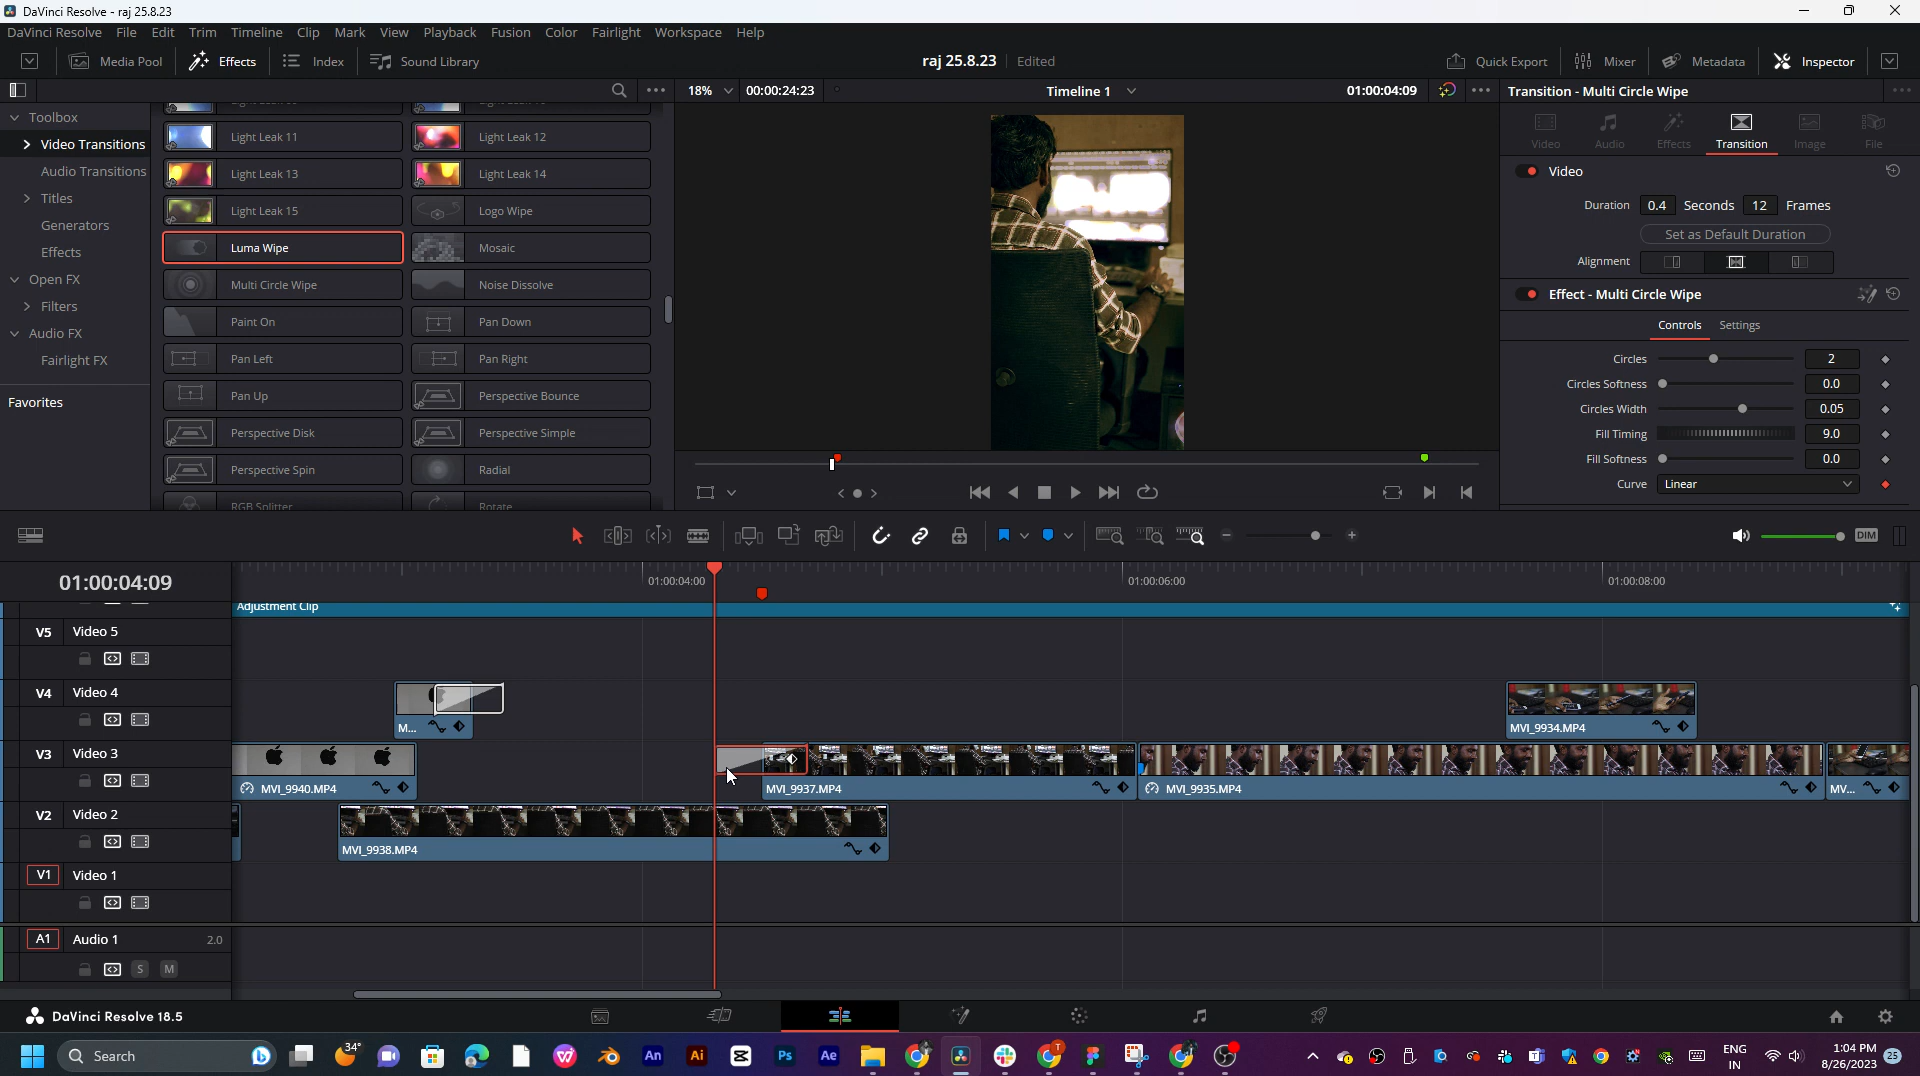 DaVinci Resolve - raj 25.8.23
DaVinci Resolve File Edit Trim Timeline Clip Mark View Playback Fusion Color Fairlight Workspace Help
Media Pool Effects Index Sound Library raj 25.8.23 Edited Quick Export Mixer Metadata Inspector
18% 00:00:24:23 Timeline 1 01:00:04:09 Transition - Multi Circle Wipe
Toolbox
Video Transitions
Audio Transitions
Titles
Generators
Effects
Open FX
Filters
Audio FX
Fairlight FX
Favorites
Light Leak 11 Light Leak 12
Light Leak 13 Light Leak 14
Light Leak 15 Logo Wipe
Luma Wipe Mosaic
Multi Circle Wipe Noise Dissolve
Paint On Pan Down
Pan Left Pan Right
Pan Up Perspective Bounce
Perspective Disk Perspective Simple
Perspective Spin Radial
RGB Splitter Rotate
Video Audio Effects Transition Image File
Video
Duration 0.4 Seconds 12 Frames
Set as Default Duration
Alignment
Effect - Multi Circle Wipe
Controls Settings
Circles 2
Circles Softness 0.0
Circles Width 0.05
Fill Timing 9.0
Fill Softness 0.0
Curve Linear
DIM
01:00:04:09 01:00:04:00 01:00:06:00 01:00:08:00
Adjustment Clip
V5 Video 5
V4 Video 4
M... MVI_9934.MP4
V3 Video 3
MVI_9940.MP4 MVI_9937.MP4 MVI_9935.MP4 MV...
V2 Video 2
MVI_9938.MP4
V1 Video 1
A1 Audio 1 2.0
S M
DaVinci Resolve 18.5
Search 34° An Ai Ps Ae T ENG IN 1:04 PM 8/26/2023 25